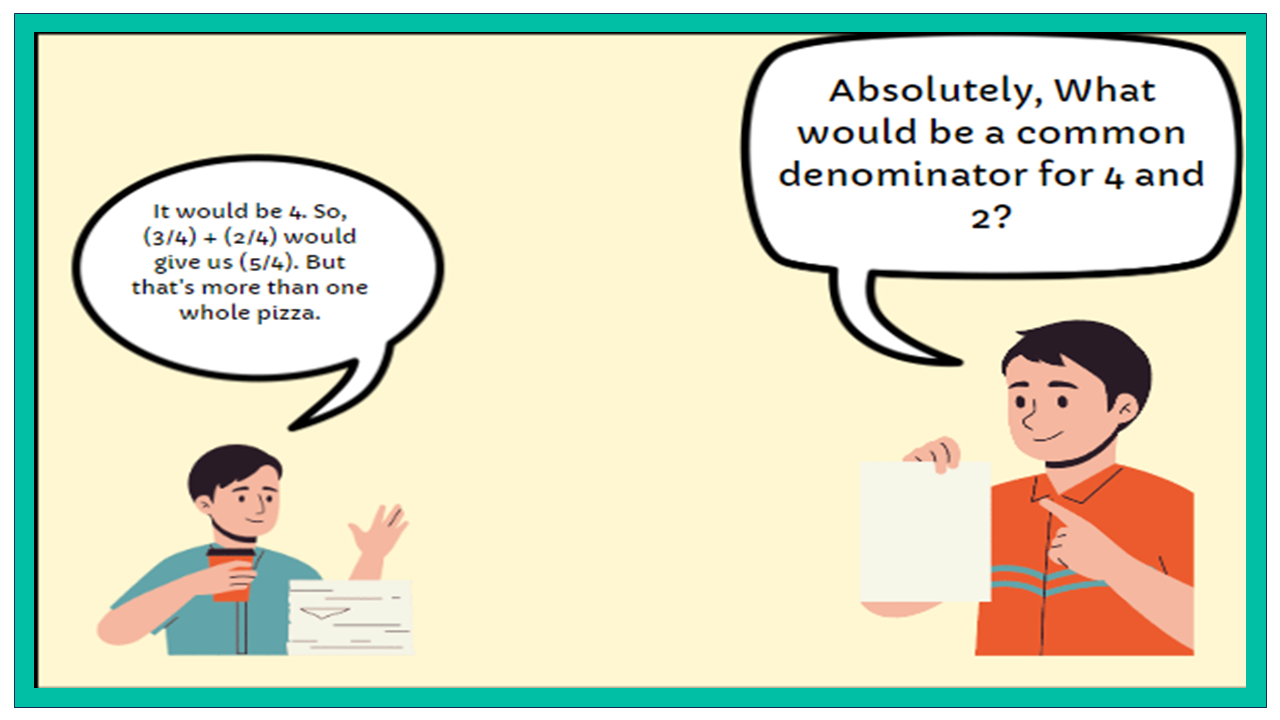 Absolutely, What
would be a common
denominator for 4 and
2?
It would be 4. So,
(3/4) + (2/4) would
give us (5/4). But
that's more than one
whole pizza.